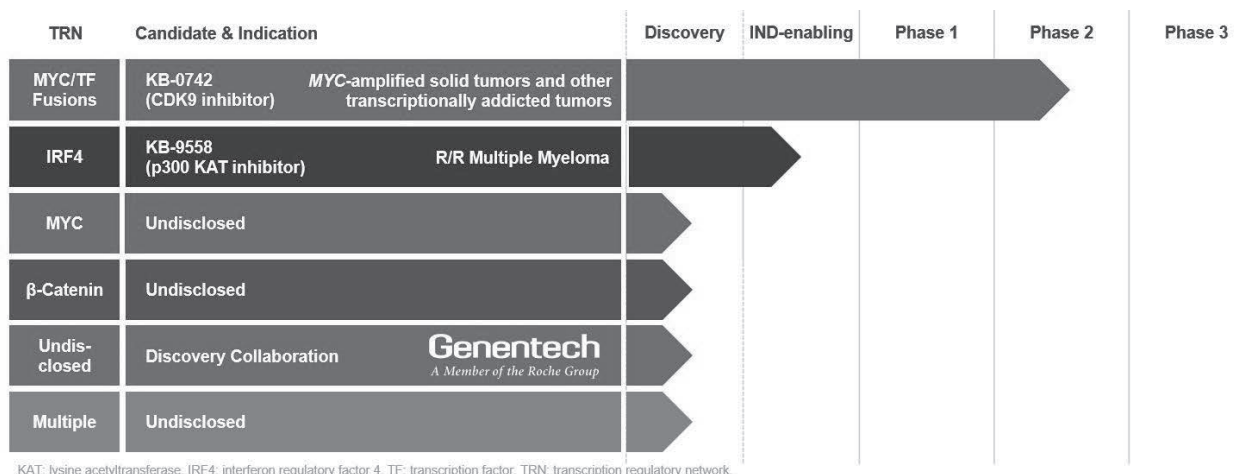 TRN Candidate & Indication Discovery IND-enabling Phase 1 Phase 2 Phase 3
MYC/TF
Fusions
KB-0742
(CDK9 inhibitor)
MYC-amplified solid tumors and other
transcriptionally addicted tumors
IRF4
KB-9558
(p300 KAT inhibitor)
R/R Multiple Myeloma
MYC
Undisclosed
β-Catenin
Undisclosed
Undis-
closed
Discovery Collaboration
Genentech
A Member of the Roche Group
Multiple
Undisclosed
KAT: lysine acetyltransferase, IRF4: interferon regulatory factor 4, TF: transcription factor, TRN: transcription regulatory network